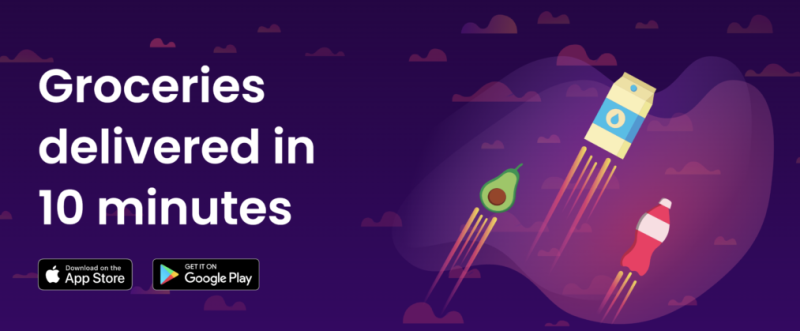 Groceries
delivered in
10 minutes
Download on the
App Store
GET IT ON
Google Play